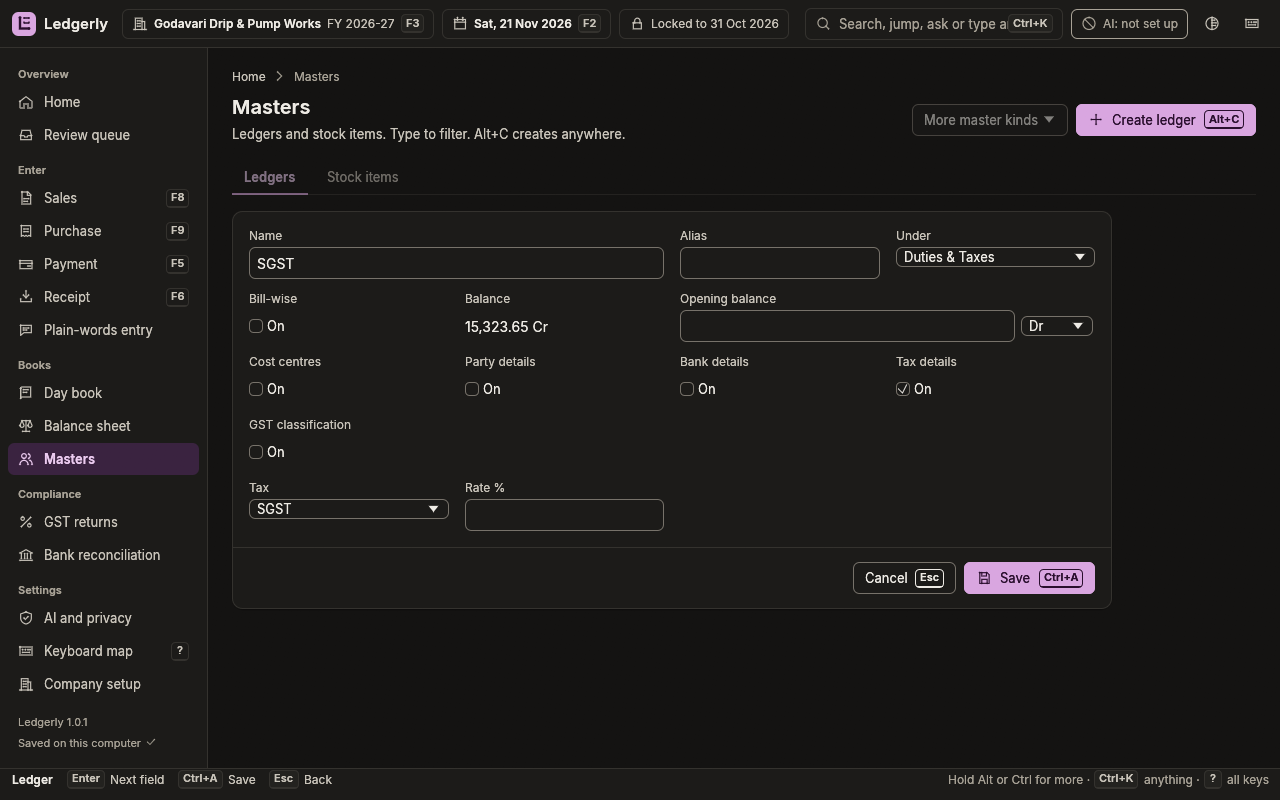 Ledgerly
Godavari Drip & Pump Works FY 2026-27 F3
Sat, 21 Nov 2026 F2
Locked to 31 Oct 2026
Search, jump, ask or type a Ctrl+K
AI: not set up
Overview
Home
Review queue
Enter
Sales F8
Purchase F9
Payment F5
Receipt F6
Plain-words entry
Books
Day book
Balance sheet
Masters
Compliance
GST returns
Bank reconciliation
Settings
AI and privacy
Keyboard map ?
Company setup
Ledgerly 1.0.1
Saved on this computer
Home Masters
Masters
Ledgers and stock items. Type to filter. Alt+C creates anywhere.
More master kinds
Create ledger Alt+C
Ledgers Stock items
Name Alias Under
SGST Duties & Taxes
Bill-wise Balance Opening balance
On 15,323.65 Cr Dr
Cost centres Party details Bank details Tax details
On On On On
GST classification
On
Tax Rate %
SGST
Cancel Esc Save Ctrl+A
Ledger Enter Next field Ctrl+A Save Esc Back
Hold Alt or Ctrl for more · Ctrl+K anything · ? all keys